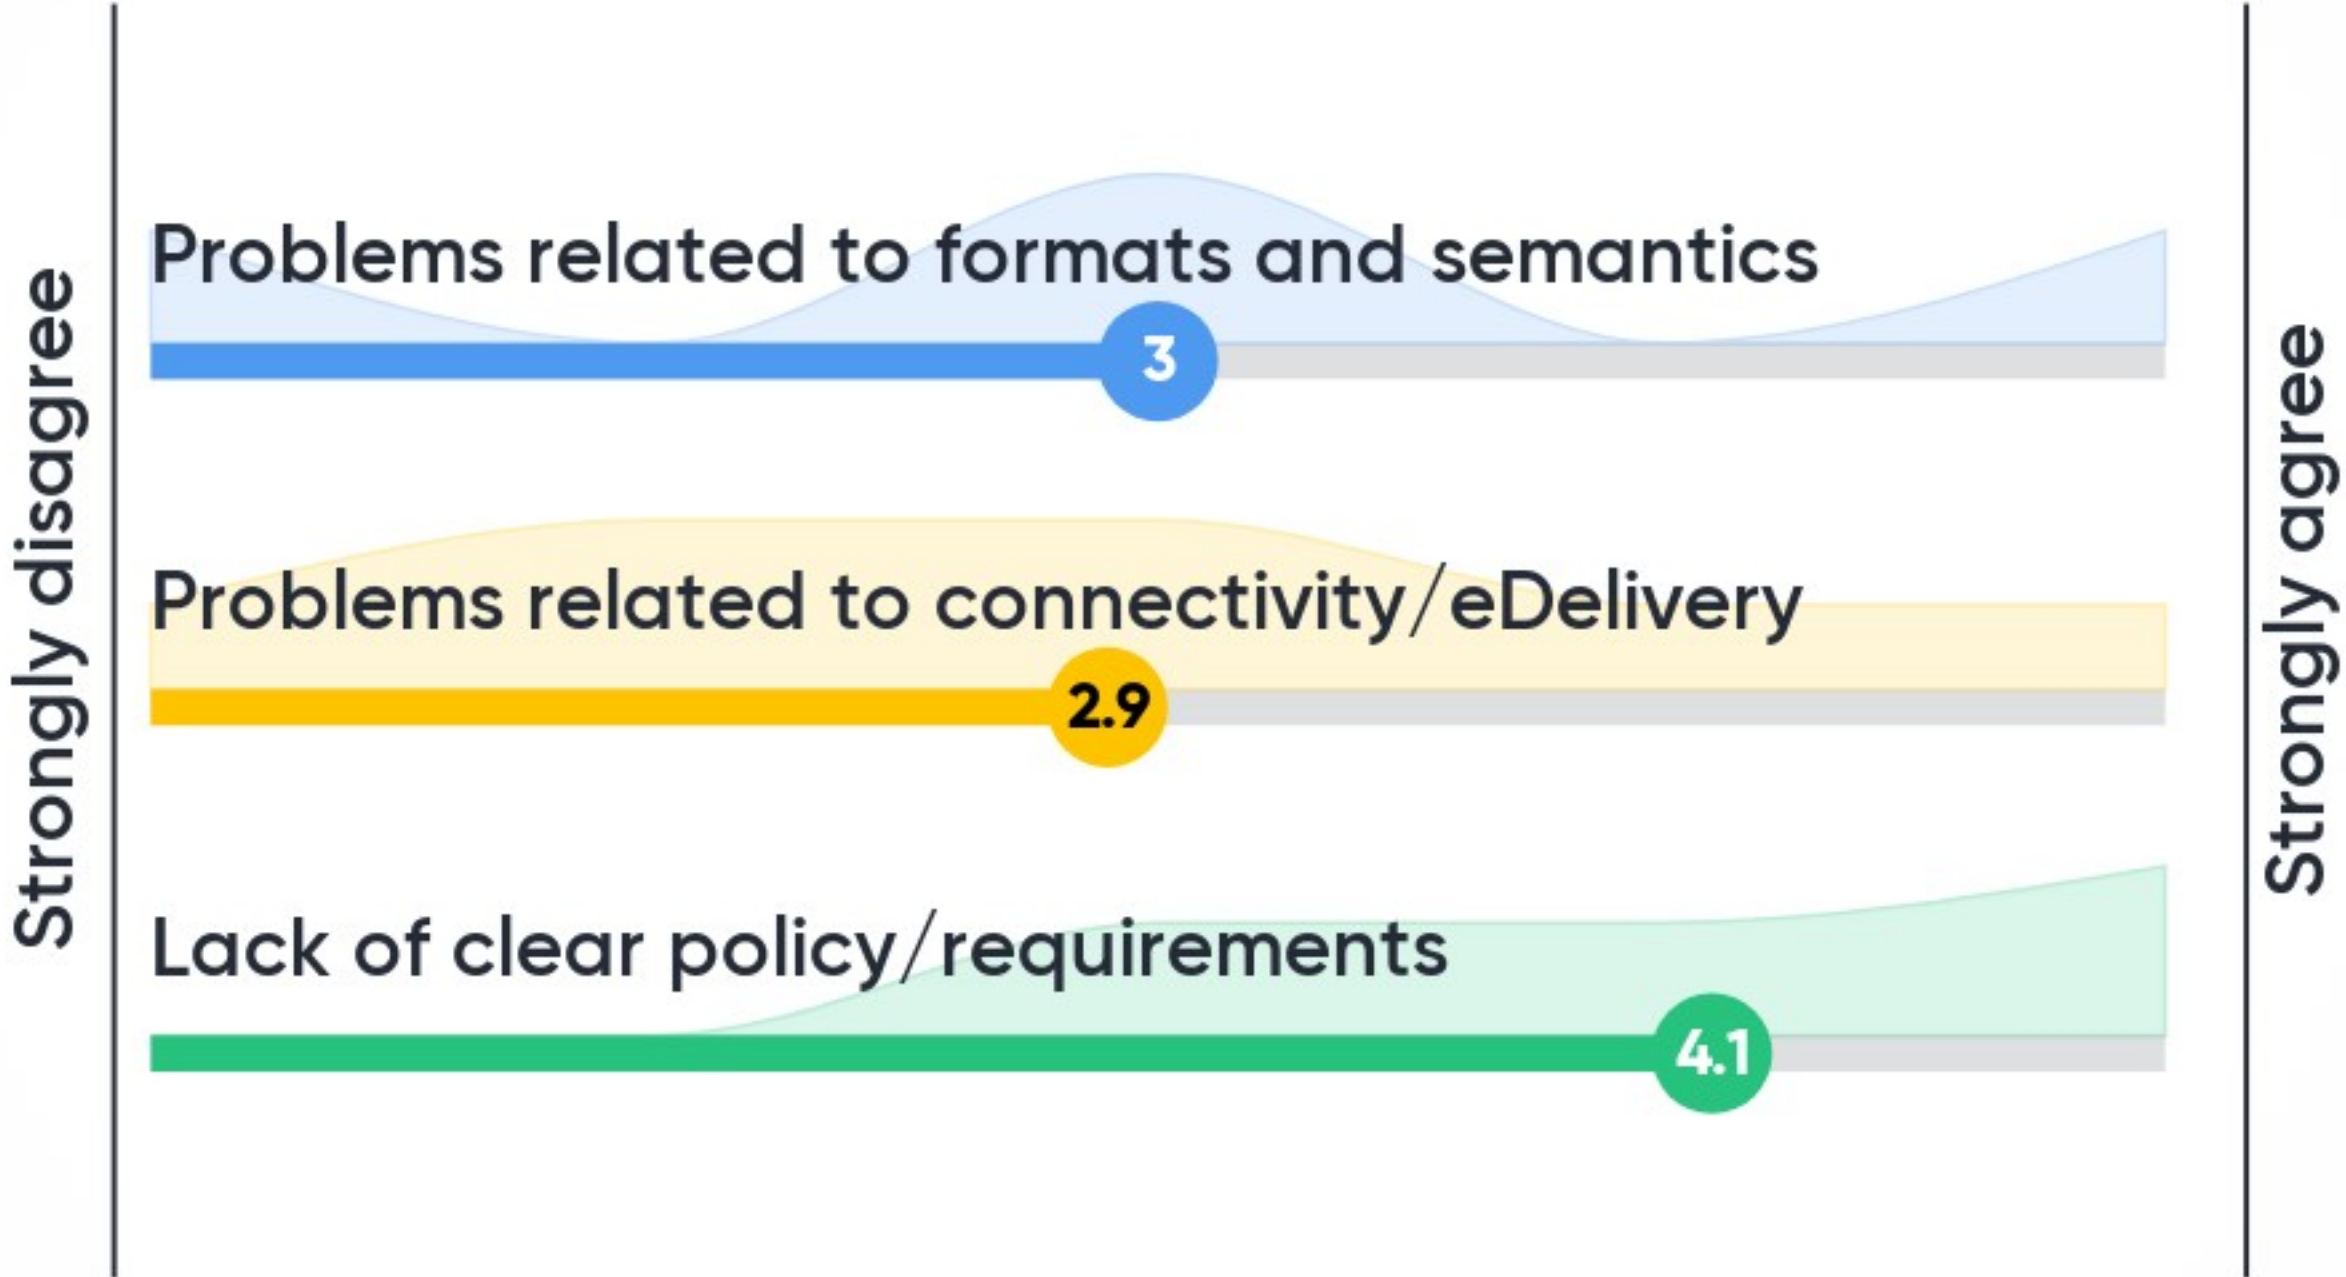 Strongly disagree
Problems related to formats and semantics
3
Problems related to connectivity/eDelivery
2.9
Lack of clear policy/requirements
4.1
Strongly agree